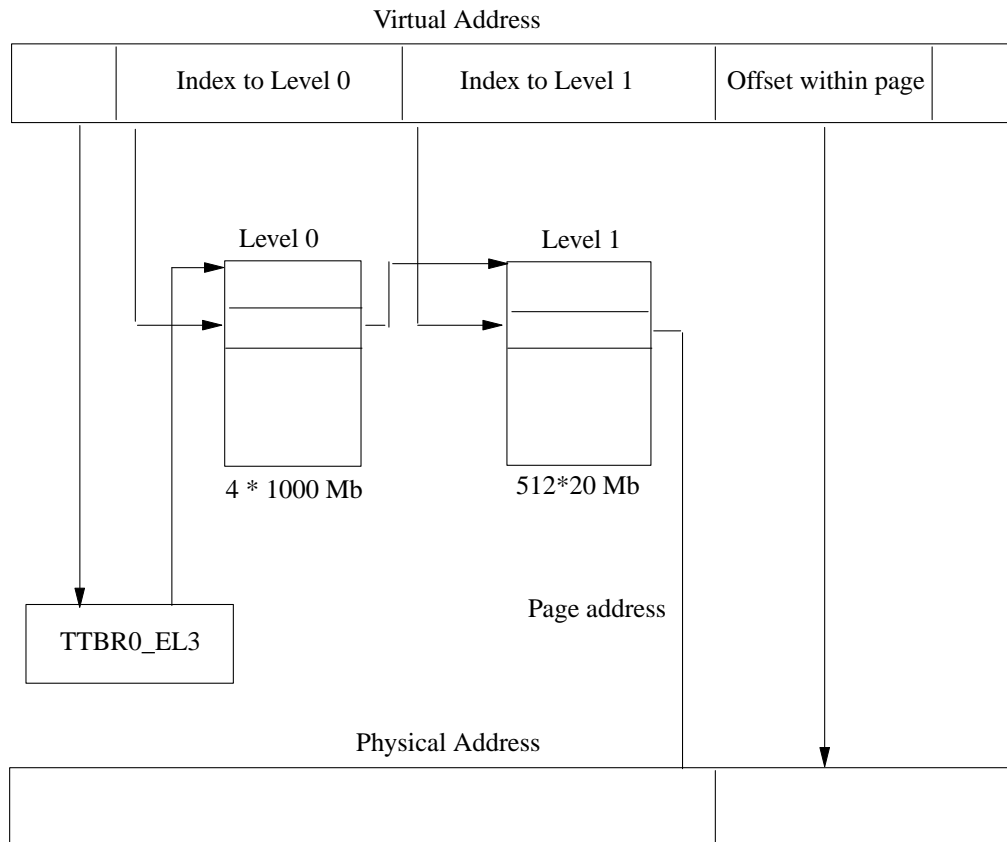 Virtual Address
Index to Level 0
Index to Level 1
Offset within page
Level 0
Level 1
4 * 1000 Mb
512*20 Mb
Page address
TTBR0_EL3
Physical Address